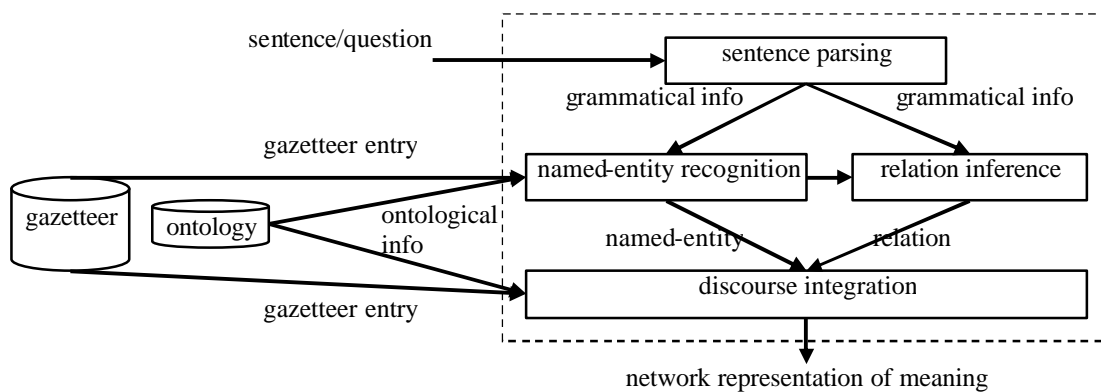 sentence/question
sentence parsing
grammatical info
grammatical info
gazetteer entry
named-entity recognition
relation inference
gazetteer
ontology
ontological
info
named-entity
relation
discourse integration
gazetteer entry
network representation of meaning